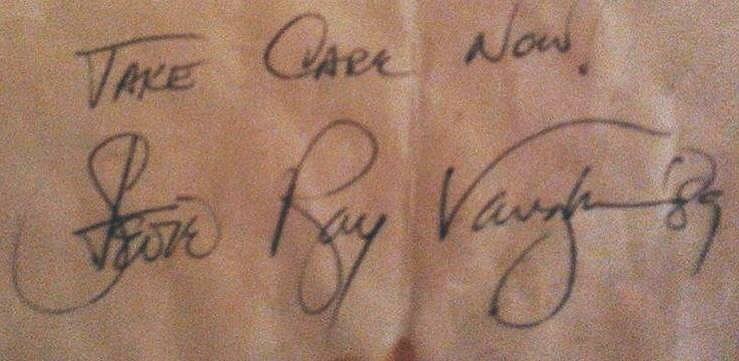 TAKE CARE NOW!
Stevie Ray Vaughan '89